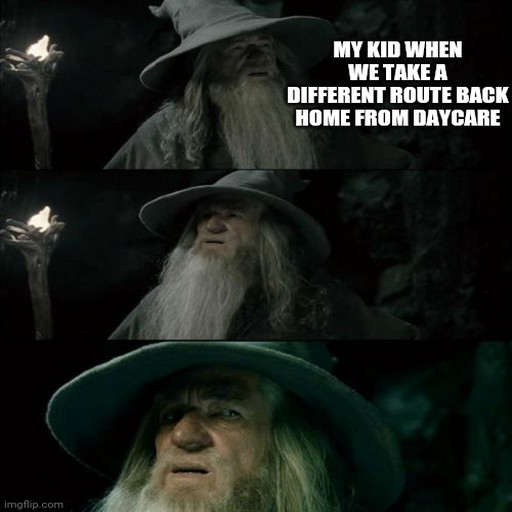 MY KID WHEN
WE TAKE A
DIFFERENT ROUTE BACK
HOME FROM DAYCARE
imgflip.com